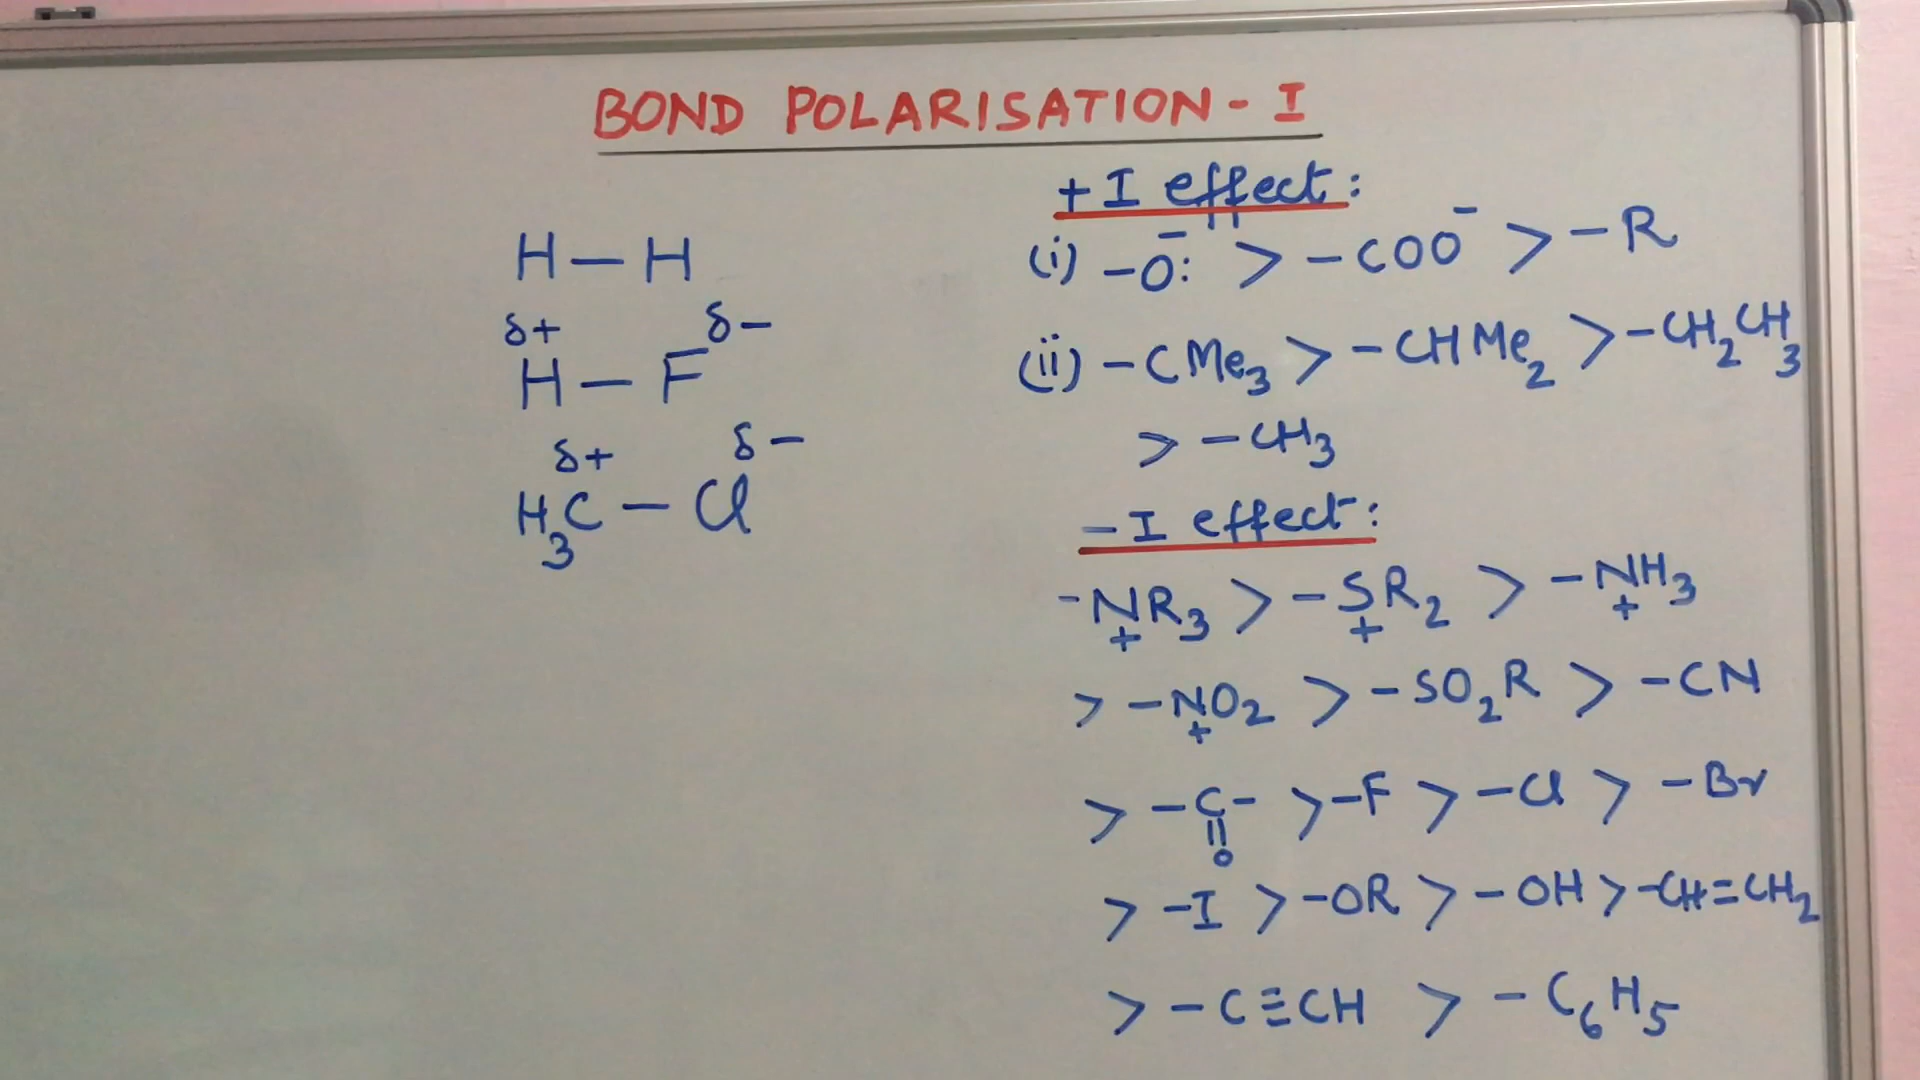 BOND POLARISATION - I
H — H
δ+ δ−
H — F
δ+ δ−
H₃C — Cl
+ I effect:
(i) −Ō: > −COO⁻ > −R
(ii) −CMe₃ > −CHMe₂ > −CH₂CH₃
> −CH₃
− I effect:
−N⁺R₃ > −S⁺R₂ > −N⁺H₃
> −N⁺O₂ > −SO₂R > −CN
> −C− > −F > −Cl > −Br
||
O
> −I > −OR > −OH > −CH=CH₂
> −C≡CH > −C₆H₅